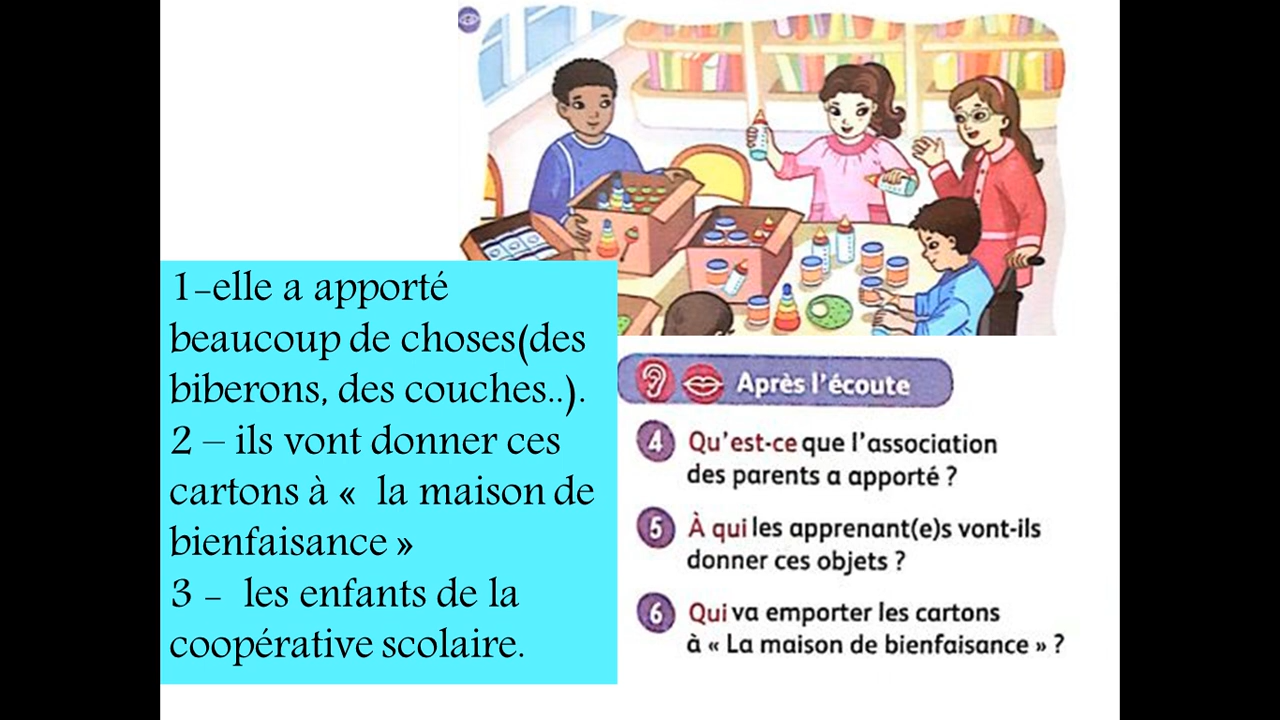 1-elle a apporté
beaucoup de choses(des
biberons, des couches..).
2 – ils vont donner ces
cartons à «  la maison de
bienfaisance »
3 -  les enfants de la
coopérative scolaire.
Après l'écoute
4 Qu'est-ce que l'association
des parents a apporté ?
5 À qui les apprenant(e)s vont-ils
donner ces objets ?
6 Qui va emporter les cartons
à « La maison de bienfaisance » ?